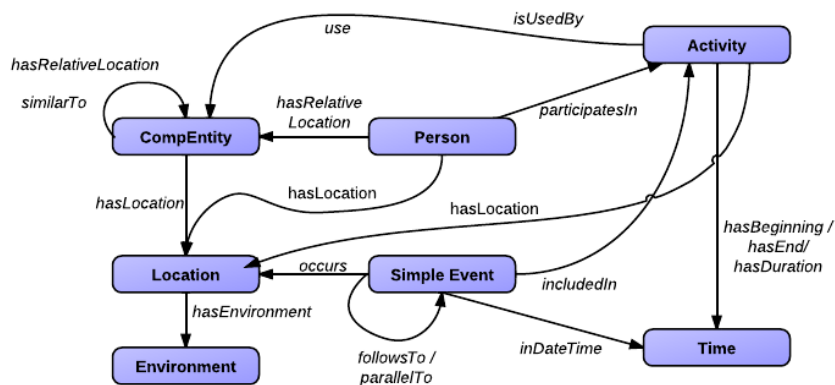 isUsedBy
use
Activity
hasRelativeLocation
similarTo
hasRelative
Location
participatesIn
CompEntity
Person
hasLocation
hasLocation
hasLocation
hasBeginning /
hasEnd/
hasDuration
Location
occurs
Simple Event
includedIn
hasEnvironment
inDateTime
Time
followsTo /
parallelTo
Environment